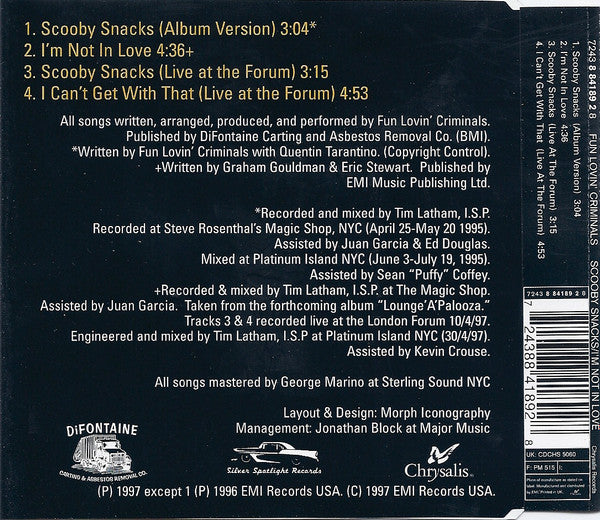 1. Scooby Snacks (Album Version) 3:04*
2. I'm Not In Love 4:36+
3. Scooby Snacks (Live at the Forum) 3:15
4. I Can't Get With That (Live at the Forum) 4:53
All songs written, arranged, produced, and performed by Fun Lovin' Criminals.
Published by DiFontaine Carting and Asbestos Removal Co. (BMI).
*Written by Fun Lovin' Criminals with Quentin Tarantino. (Copyright Control).
+Written by Graham Gouldman & Eric Stewart. Published by
EMI Music Publishing Ltd.
*Recorded and mixed by Tim Latham, I.S.P.
Recorded at Steve Rosenthal's Magic Shop, NYC (April 25-May 20 1995).
Assisted by Juan Garcia & Ed Douglas.
Mixed at Platinum Island NYC (June 3-July 19, 1995).
Assisted by Sean "Puffy" Coffey.
+Recorded & mixed by Tim Latham, I.S.P. at The Magic Shop.
Assisted by Juan Garcia. Taken from the forthcoming album "Lounge'A'Palooza."
Tracks 3 & 4 recorded live at the London Forum 10/4/97.
Engineered and mixed by Tim Latham, I.S.P at Platinum Island NYC (30/4/97).
Assisted by Kevin Crouse.
All songs mastered by George Marino at Sterling Sound NYC
Layout & Design: Morph Iconography
Management: Jonathan Block at Major Music
DiFONTAINE
CARTING & ASBESTOS REMOVAL CO.
Silver Spotlight Records
Chrysalis
(P) 1997 except 1 (P) 1996 EMI Records USA. (C) 1997 EMI Records USA.
7243 8 84189 2 8 FUN LOVIN' CRIMINALS SCOOBY SNACKS/I'M NOT IN LOVE Chrysalis Records
1. Scooby Snacks (Album Version) 3:04
2. I'm Not In Love 4:36
3. Scooby Snacks (Live At The Forum) 3:15
4. I Can't Get With That (Live At The Forum) 4:53
7243 8 84189 2 8
7 24388 41892 8
UK: CDCHS 5060
F: PM 515 I: